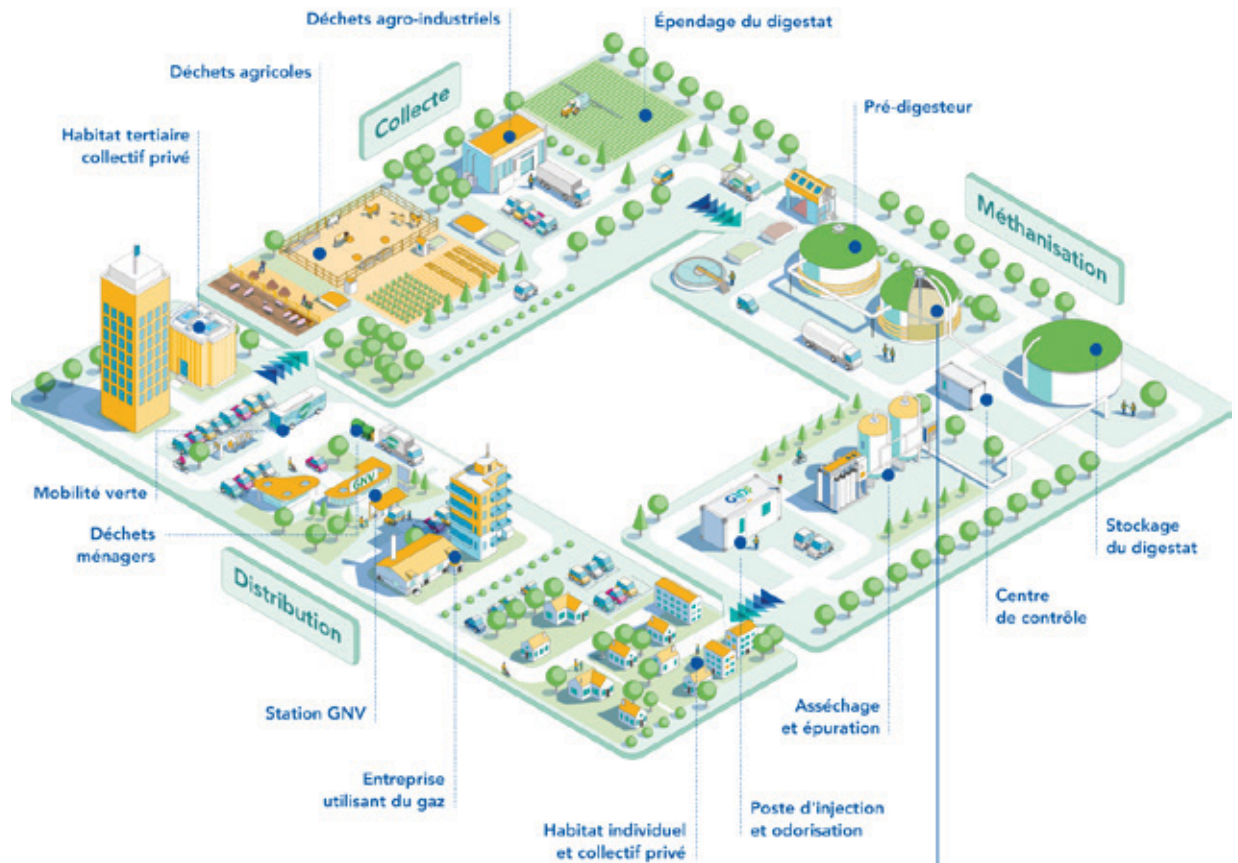 Déchets agro-industriels
Épendage du digestat
Déchets agricoles
Collecte
Pré-digesteur
Habitat tertiaire
collectif privé
Méthanisation
Mobilité verte
GNV
Déchets
ménagers
Stockage
du digestat
Distribution
Centre
de contrôle
Station GNV
Asséchage
et épuration
Entreprise
utilisant du gaz
Poste d'injection
et odorisation
Habitat individuel
et collectif privé